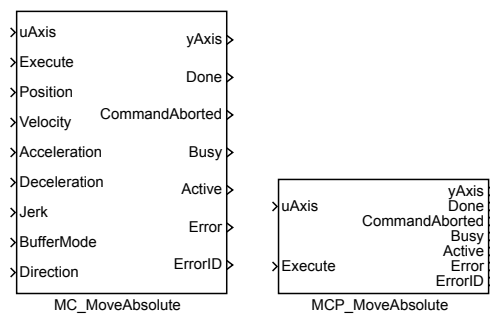 uAxis
Execute
Position
Velocity
Acceleration
Deceleration
Jerk
BufferMode
Direction
yAxis
Done
CommandAborted
Busy
Active
Error
ErrorID
MC_MoveAbsolute
uAxis
Execute
yAxis
Done
CommandAborted
Busy
Active
Error
ErrorID
MCP_MoveAbsolute